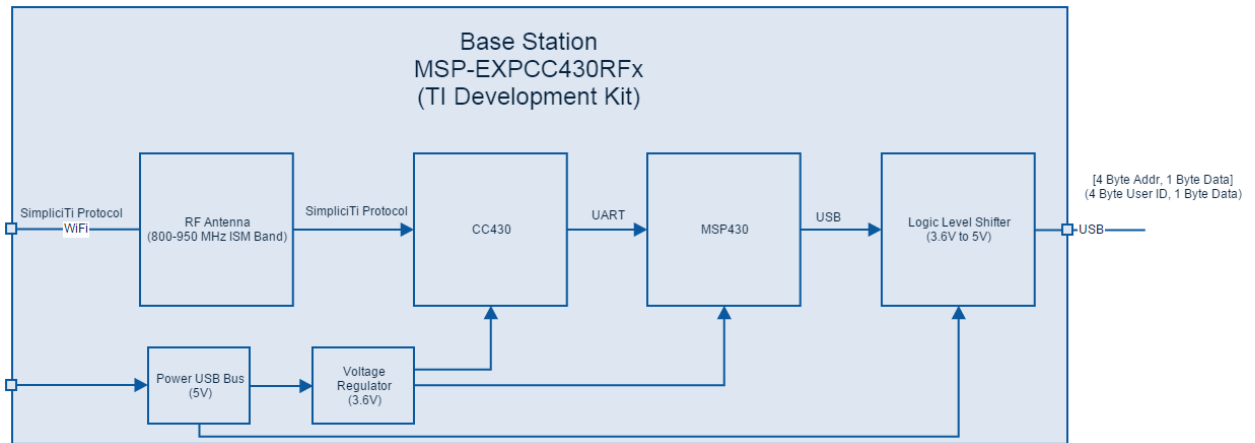 Base Station
MSP-EXPCC430RFx
(TI Development Kit)
[4 Byte Addr, 1 Byte Data]
(4 Byte User ID, 1 Byte Data)
SimpliciTi Protocol
WiFi
RF Antenna
(800-950 MHz ISM Band)
SimpliciTi Protocol
CC430
UART
MSP430
USB
Logic Level Shifter
(3.6V to 5V)
USB
Power USB Bus
(5V)
Voltage
Regulator
(3.6V)